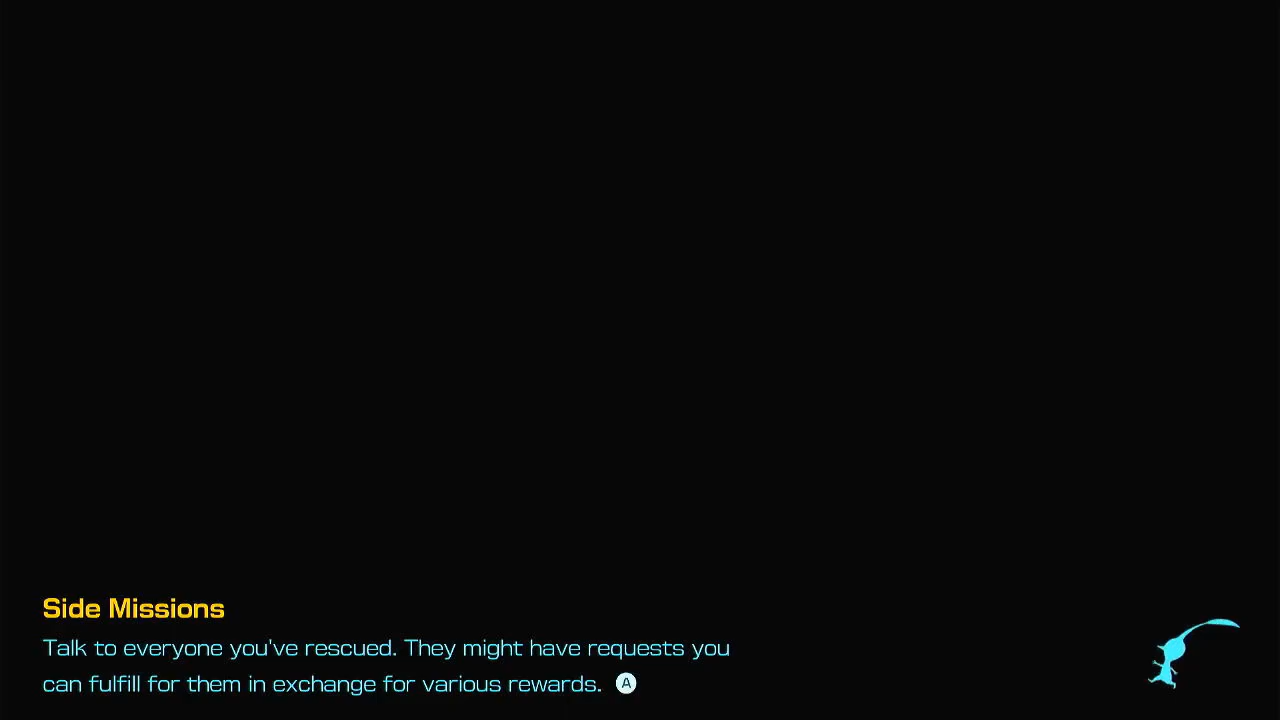 Side Missions
Talk to everyone you've rescued. They might have requests you
can fulfill for them in exchange for various rewards. A